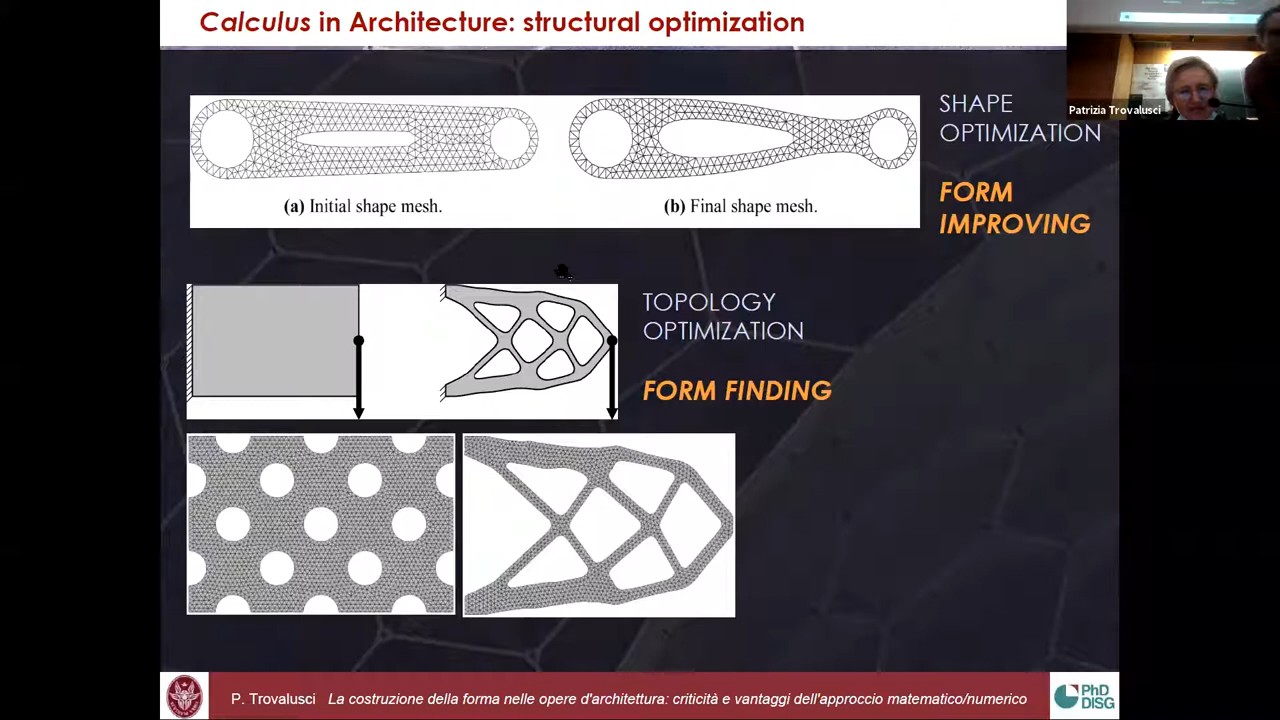 Calculus in Architecture: structural optimization
Patrizia Trovalusci
SHAPE
OPTIMIZATION
FORM
IMPROVING
(a) Initial shape mesh.
(b) Final shape mesh.
TOPOLOGY
OPTIMIZATION
FORM FINDING
P. Trovalusci La costruzione della forma nelle opere d'archittettura: criticità e vantaggi dell'approccio matematico/numerico
PhD
DISG